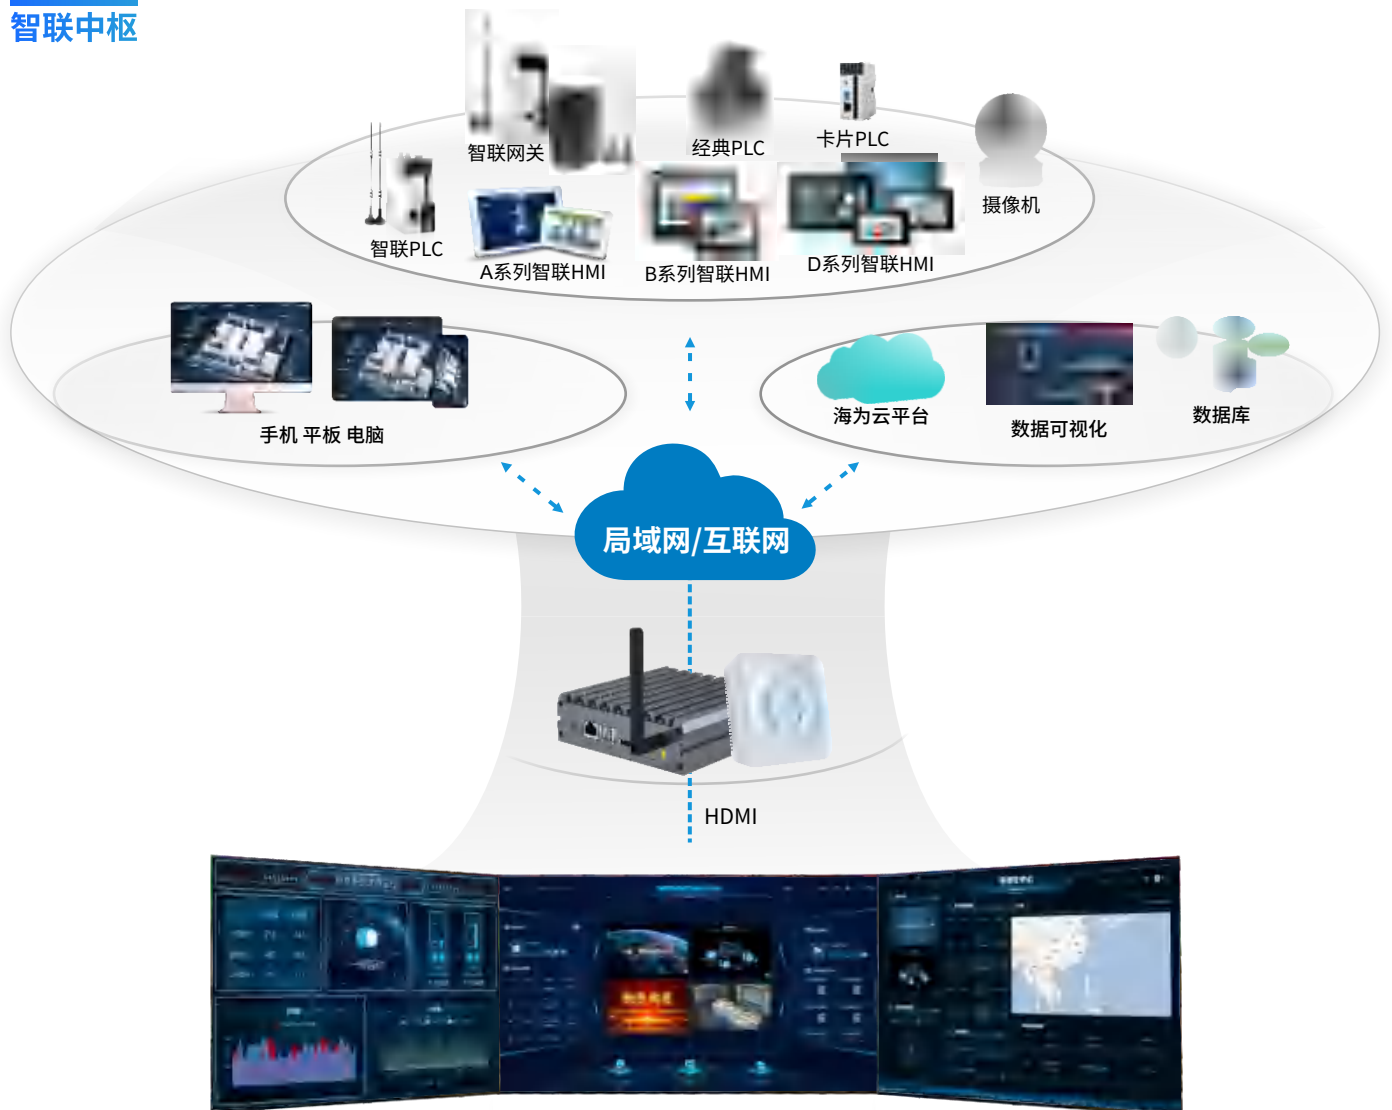 智联中枢
智联网关
经典PLC
卡片PLC
摄像机
智联PLC
A系列智联HMI
B系列智联HMI
D系列智联HMI
手机 平板 电脑
海为云平台
数据可视化
数据库
局域网/互联网
HDMI